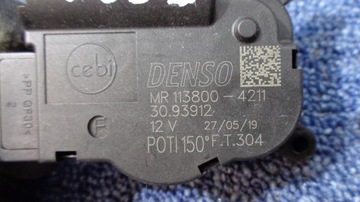 cebi
DENSO
MR 113800-4211
30.93912
12 V 27/05/19
POTI 150° F.T.304